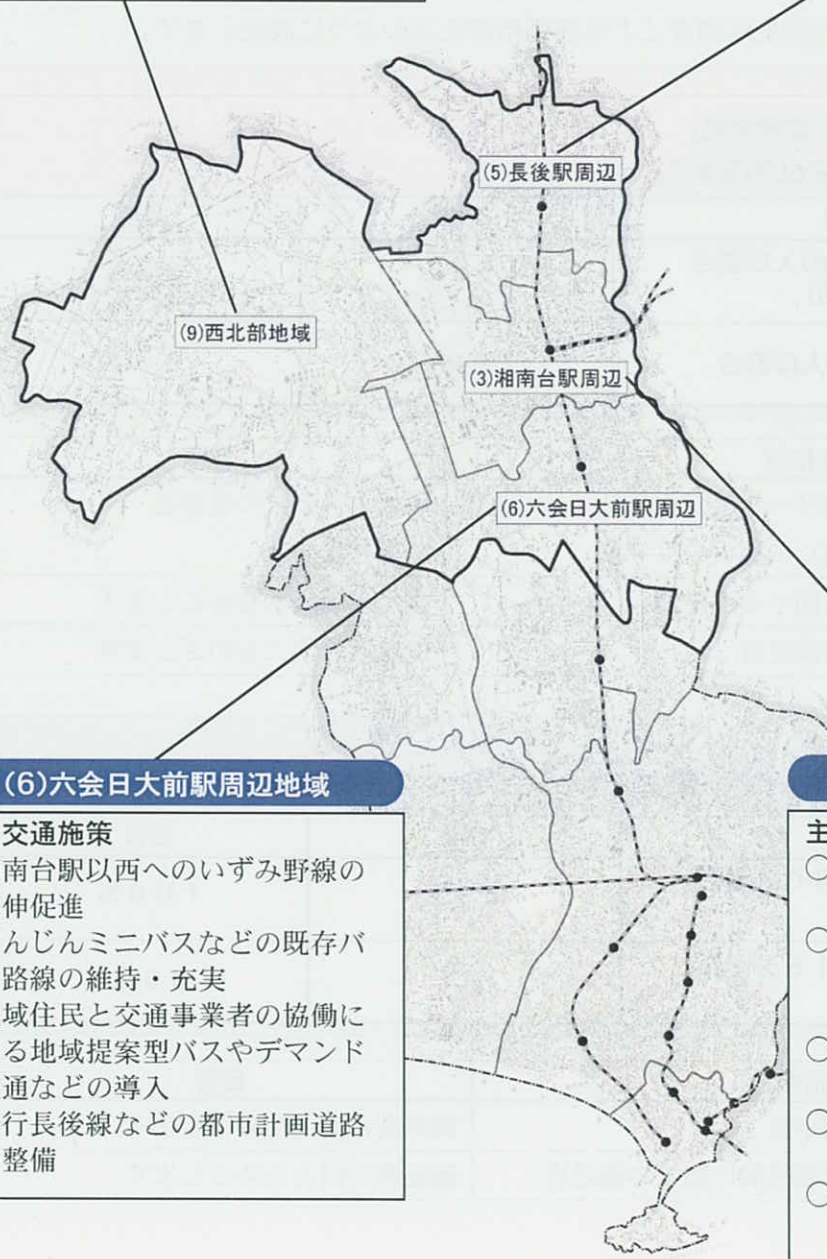 (5)長後駅周辺
(9)西北部地域
(3)湘南台駅周辺
(6)六会日大前駅周辺
(6)六会日大前駅周辺地域
交通施策
南台駅以西へのいずみ野線の
伸促進
んじんミニバスなどの既存バ
路線の維持・充実
域住民と交通事業者の協働に
る地域提案型バスやデマンド
通などの導入
行長後線などの都市計画道路
整備
主
○
○
○
○
○